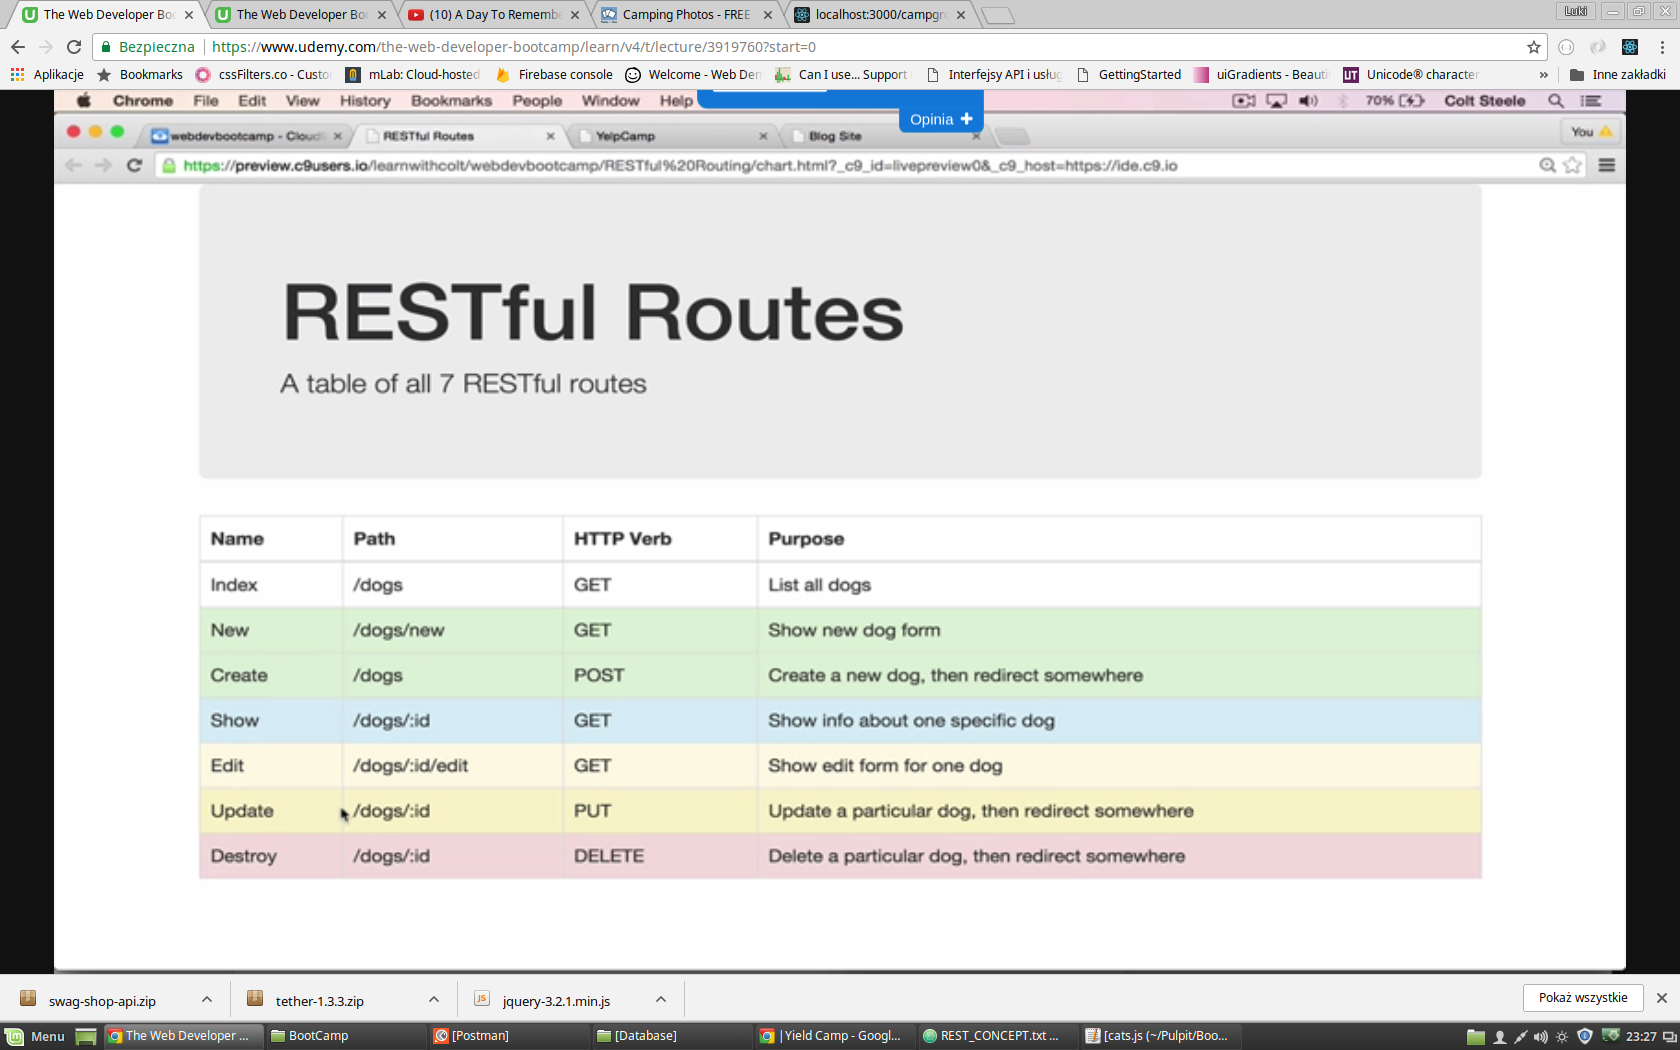 The Web Developer Boo
The Web Developer Boo
(10) A Day To Remembe
Camping Photos - FREE
localhost:3000/campgr
Luki
Bezpieczna
https://www.udemy.com/the-web-developer-bootcamp/learn/v4/t/lecture/3919760?start=0
Aplikacje
Bookmarks
cssFilters.co - Custo
mLab: Cloud-hosted
Firebase console
Welcome - Web Den
Can I use... Support
Interfejsy API i usług
GettingStarted
uiGradients - Beauti
UT Unicode® character
»
Inne zakładki
Chrome File Edit View History Bookmarks People Window Help
70%
Colt Steele
Opinia +
webdevbootcamp - Cloud
RESTful Routes
YelpCamp
Blog Site
You
https://preview.c9users.io/learnwithcolt/webdevbootcamp/RESTful%20Routing/chart.html?_c9_id=livepreview0&_c9_host=https://ide.c9.io
RESTful Routes
A table of all 7 RESTful routes
Name Path HTTP Verb Purpose
Index /dogs GET List all dogs
New /dogs/new GET Show new dog form
Create /dogs POST Create a new dog, then redirect somewhere
Show /dogs/:id GET Show info about one specific dog
Edit /dogs/:id/edit GET Show edit form for one dog
Update /dogs/:id PUT Update a particular dog, then redirect somewhere
Destroy /dogs/:id DELETE Delete a particular dog, then redirect somewhere
swag-shop-api.zip
tether-1.3.3.zip
JS jquery-3.2.1.min.js
Pokaż wszystkie
Menu
The Web Developer ...
BootCamp
[Postman]
[Database]
|Yield Camp - Googl...
REST_CONCEPT.txt ...
[cats.js (~/Pulpit/Boo...
23:27